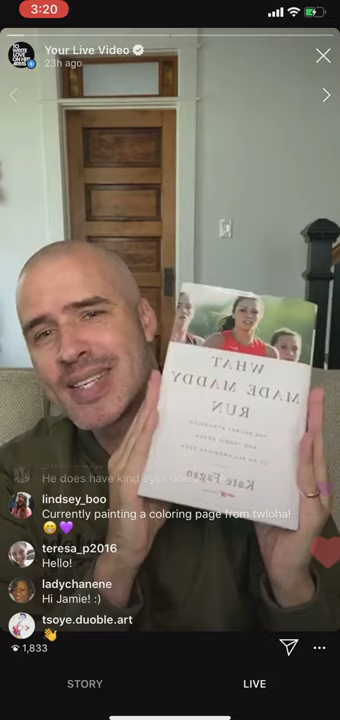 3:20
TO
WRITE
LOVE
ON HER
ARMS
Your Live Video
23h ago
WHAT
MADE MADDY
RUN
THE SECRET STRUGGLES
AND TRAGIC DEATH
OF AN ALL-AMERICAN TEEN
Kate Fagan
He does have kind eyes
lindsey_boo
Currently painting a coloring page from twloha!
😁💜
teresa_p2016
Hello!
ladychanene
Hi Jamie! :)
tsoye.duoble.art
👋
1,833
STORY
LIVE